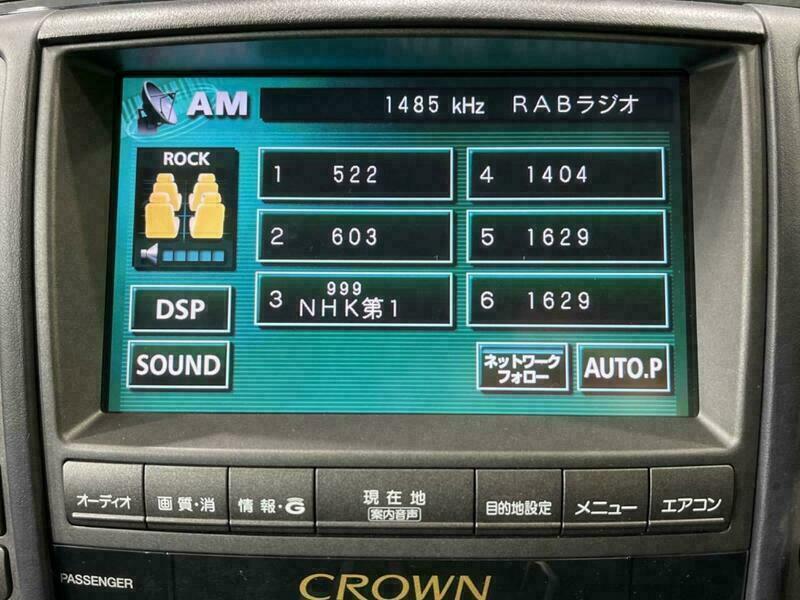 AM
1485 kHz RABラジオ
ROCK
1 522
4 1404
2 603
5 1629
3 999
NHK第1
6 1629
DSP
SOUND
ネットワーク
フォロー
AUTO.P
オーディオ
画質・消
情報・G
現在地
案内音声
目的地設定
メニュー
エアコン
PASSENGER
CROWN